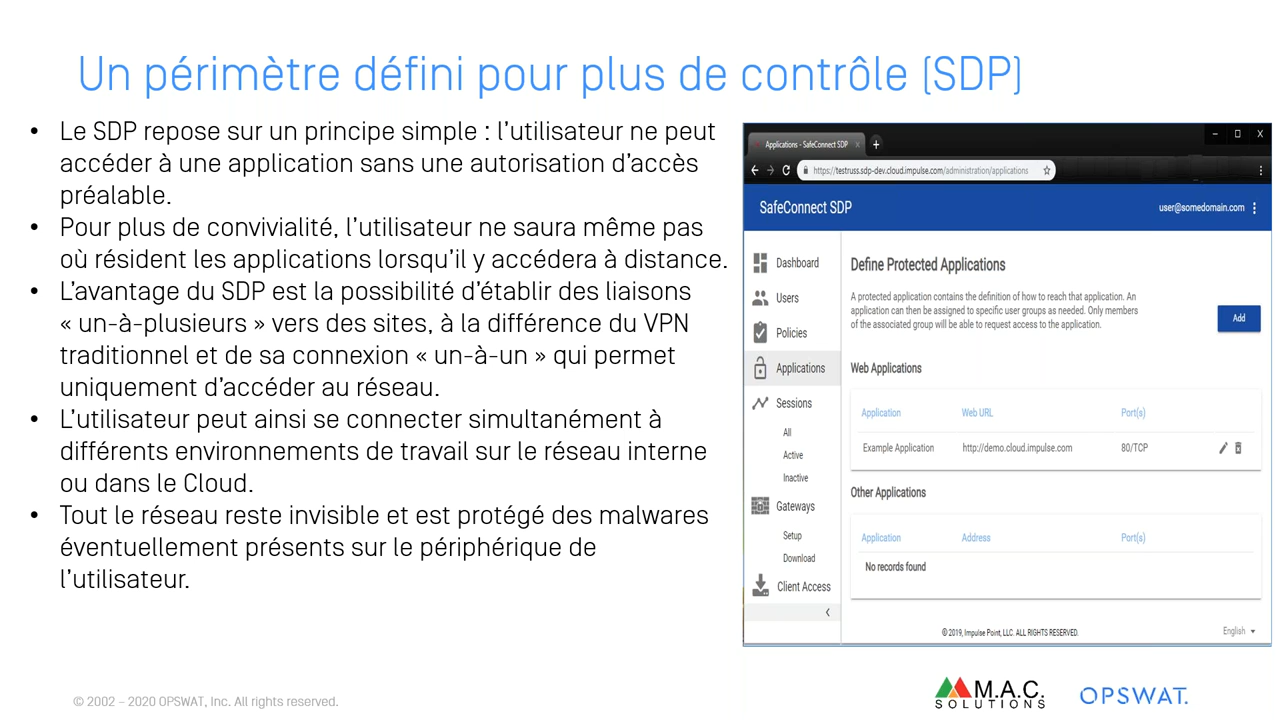 Un périmètre défini pour plus de contrôle (SDP)
• Le SDP repose sur un principe simple : l’utilisateur ne peut
accéder à une application sans une autorisation d’accès
préalable.
• Pour plus de convivialité, l’utilisateur ne saura même pas
où résident les applications lorsqu’il y accédera à distance.
• L’avantage du SDP est la possibilité d’établir des liaisons
« un-à-plusieurs » vers des sites, à la différence du VPN
traditionnel et de sa connexion « un-à-un » qui permet
uniquement d’accéder au réseau.
• L’utilisateur peut ainsi se connecter simultanément à
différents environnements de travail sur le réseau interne
ou dans le Cloud.
• Tout le réseau reste invisible et est protégé des malwares
éventuellement présents sur le périphérique de
l’utilisateur.
Applications - SafeConnect SDP
https://testruss.sdp-dev.cloud.impulse.com/administration/applications
SafeConnect SDP
user@somedomain.com
Dashboard
Users
Policies
Applications
Sessions
All
Active
Inactive
Gateways
Setup
Download
Client Access
Define Protected Applications
A protected application contains the definition of how to reach that application. An
application can then be assigned to specific user groups as needed. Only members
of the associated group will be able to request access to the application.
Add
Web Applications
Application Web URL Port(s)
Example Application http://demo.cloud.impulse.com 80/TCP
Other Applications
Application Address Port(s)
No records found
© 2019, Impulse Point, LLC. ALL RIGHTS RESERVED.
English
© 2002 – 2020 OPSWAT, Inc. All rights reserved.
M.A.C.
SOLUTIONS
OPSWAT.